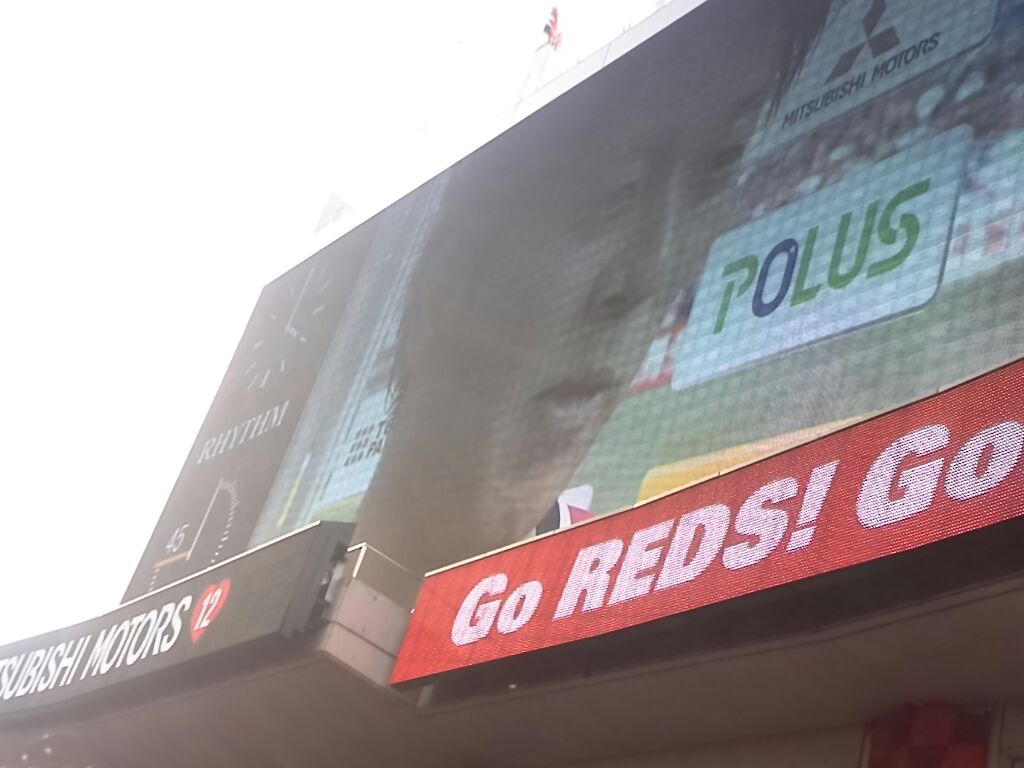 MITSUBISHI MOTORS
POLUS
RHYTHM
45
Go REDS! Go
TSUBISHI MOTORS 12